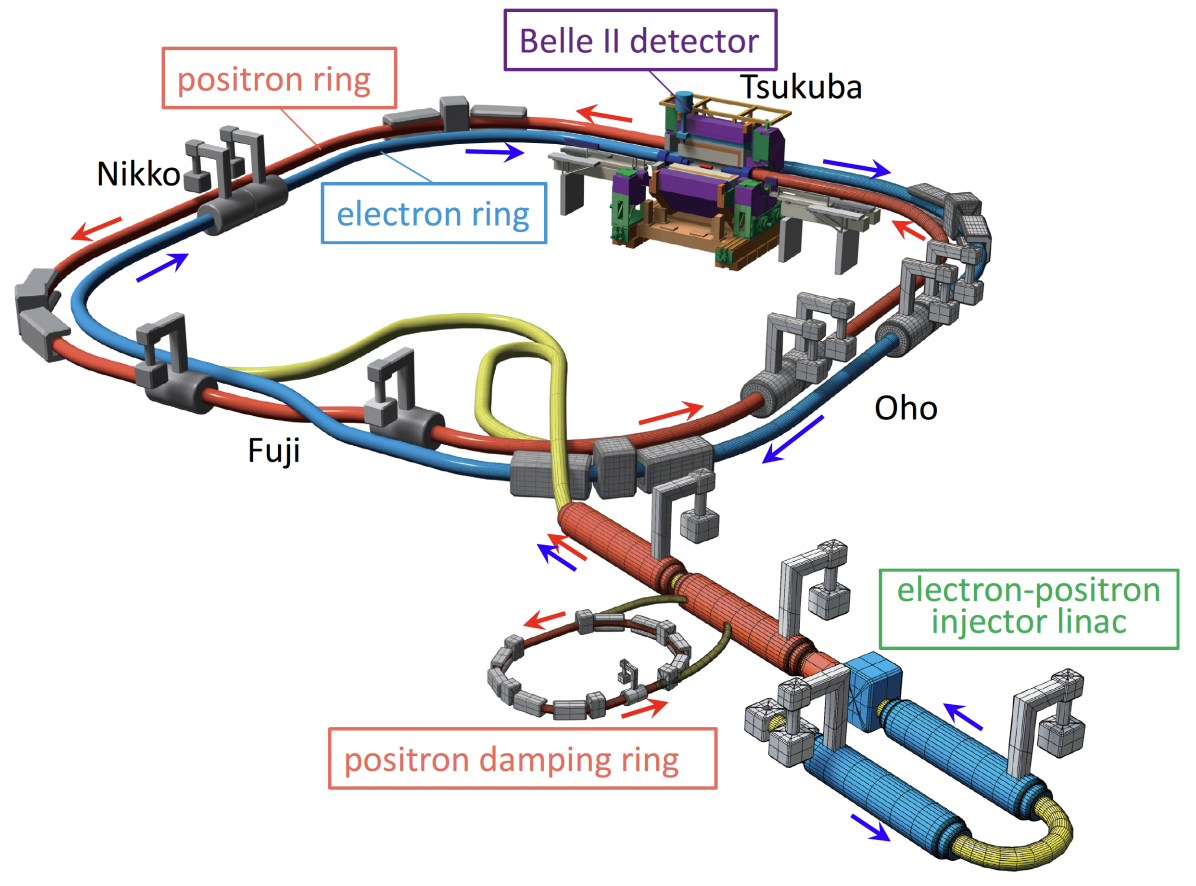 Belle II detector
positron ring
Tsukuba
Nikko
electron ring
Oho
Fuji
electron-positron
injector linac
positron damping ring